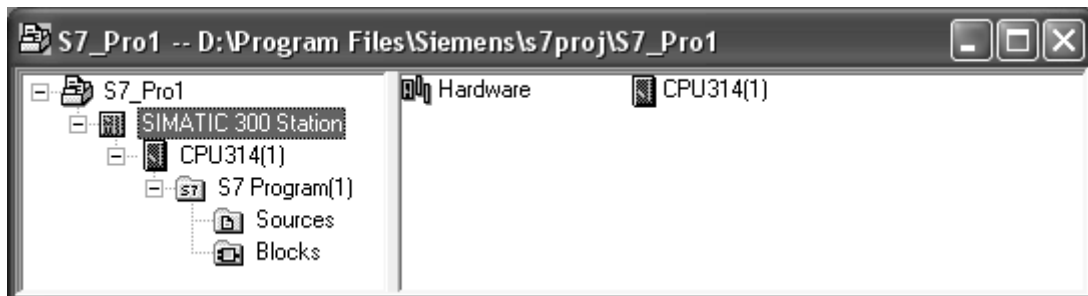 S7_Pro1 -- D:\Program Files\Siemens\s7proj\S7_Pro1
S7_Pro1
SIMATIC 300 Station
CPU314(1)
S7 Program(1)
Sources
Blocks
Hardware
CPU314(1)